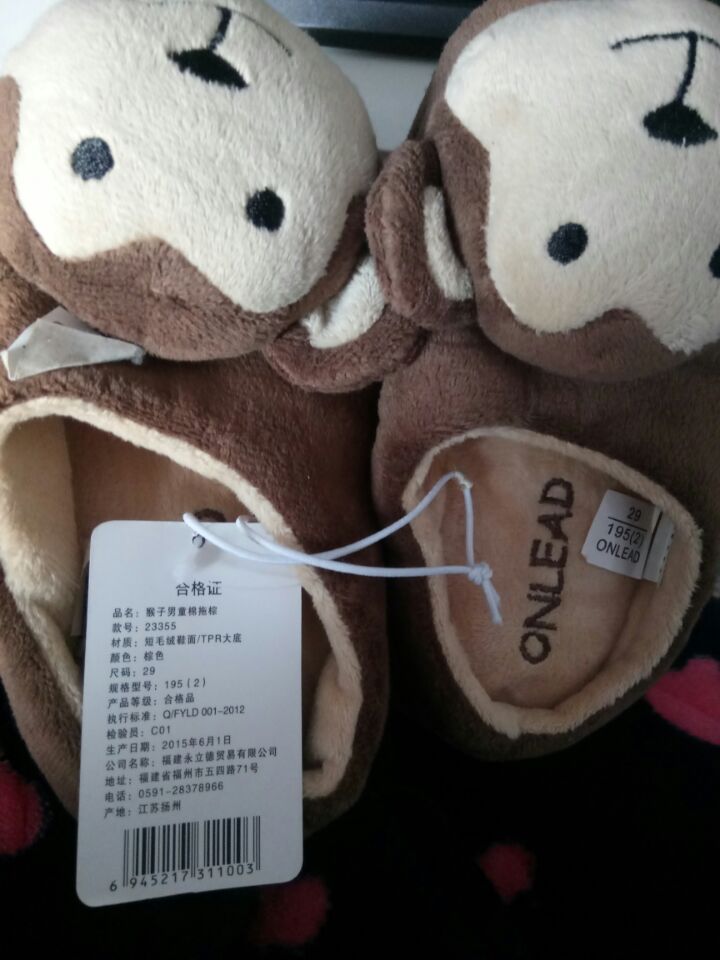 合格证
品名：猴子男童棉拖棕
款号：23355
材质：短毛绒鞋面/TPR大底
颜色：棕色
尺码：29
规格型号：195（2）
产品等级：合格品
执行标准：Q/FYLD 001-2012
检验员：C01
生产日期：2015年6月1日
公司名称：福建永立德贸易有限公司
地址：福建省福州市五四路71号
电话：0591-28378966
产地：江苏扬州
6 945217 311003
ONLEAD
29
195(2)
ONLEAD